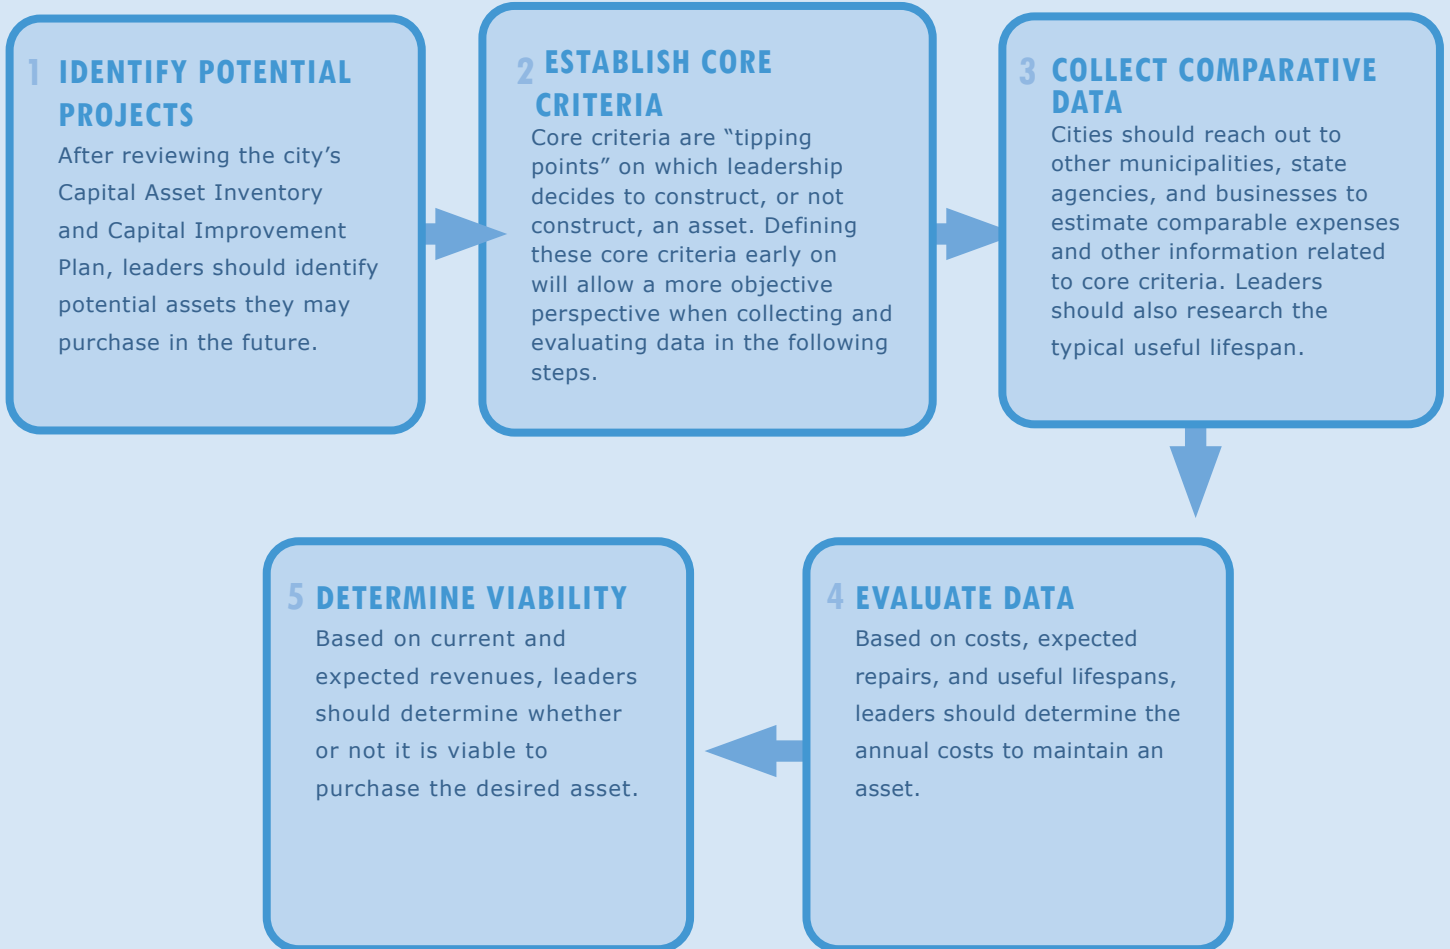 1 IDENTIFY POTENTIAL
PROJECTS
After reviewing the city’s
Capital Asset Inventory
and Capital Improvement
Plan, leaders should identify
potential assets they may
purchase in the future.
2 ESTABLISH CORE
CRITERIA
Core criteria are “tipping
points” on which leadership
decides to construct, or not
construct, an asset. Defining
these core criteria early on
will allow a more objective
perspective when collecting and
evaluating data in the following
steps.
3 COLLECT COMPARATIVE
DATA
Cities should reach out to
other municipalities, state
agencies, and businesses to
estimate comparable expenses
and other information related
to core criteria. Leaders
should also research the
typical useful lifespan.
4 EVALUATE DATA
Based on costs, expected
repairs, and useful lifespans,
leaders should determine the
annual costs to maintain an
asset.
5 DETERMINE VIABILITY
Based on current and
expected revenues, leaders
should determine whether
or not it is viable to
purchase the desired asset.